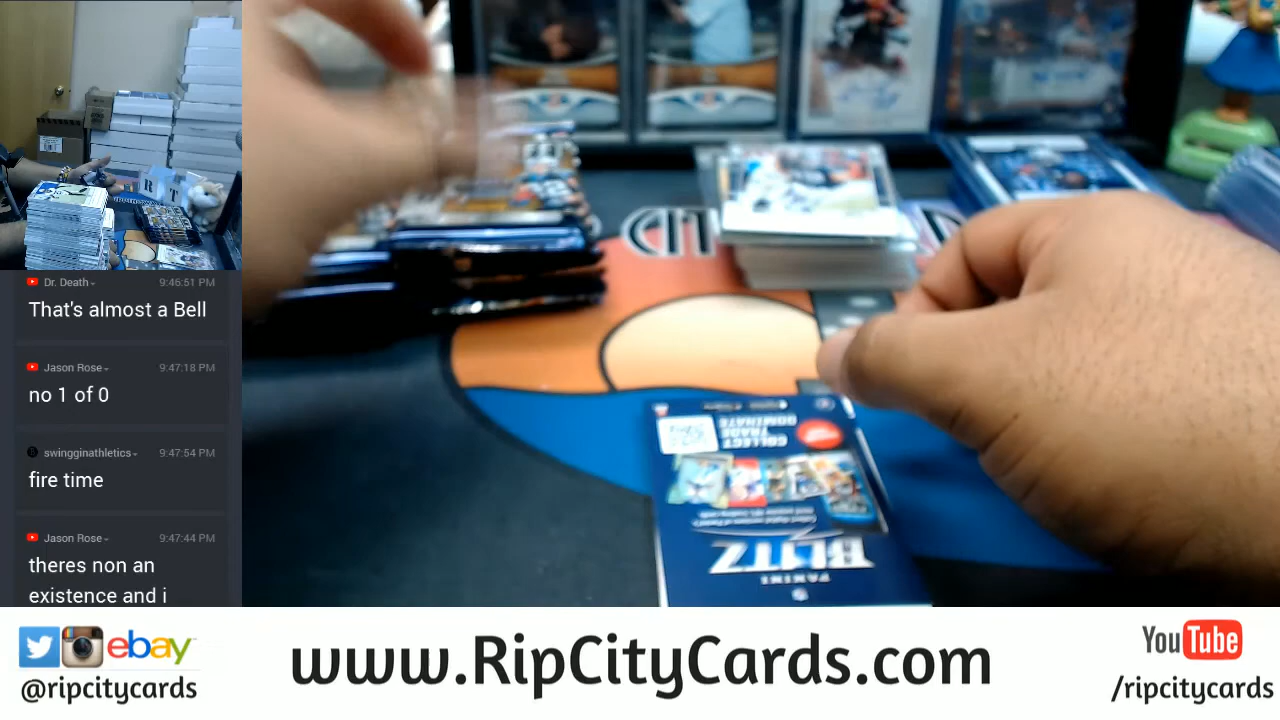 Dr. Death
9:46:51 PM
That's almost a Bell
Jason Rose
9:47:18 PM
no 1 of 0
swingginathletics
9:47:54 PM
fire time
Jason Rose
9:47:44 PM
theres non an
existence and i
R T
CIT
COLLECT
TRADE
DOMINATE
BLITZ
PANINI
ebay
@ripcitycards
www.RipCityCards.com
YouTube
/ripcitycards